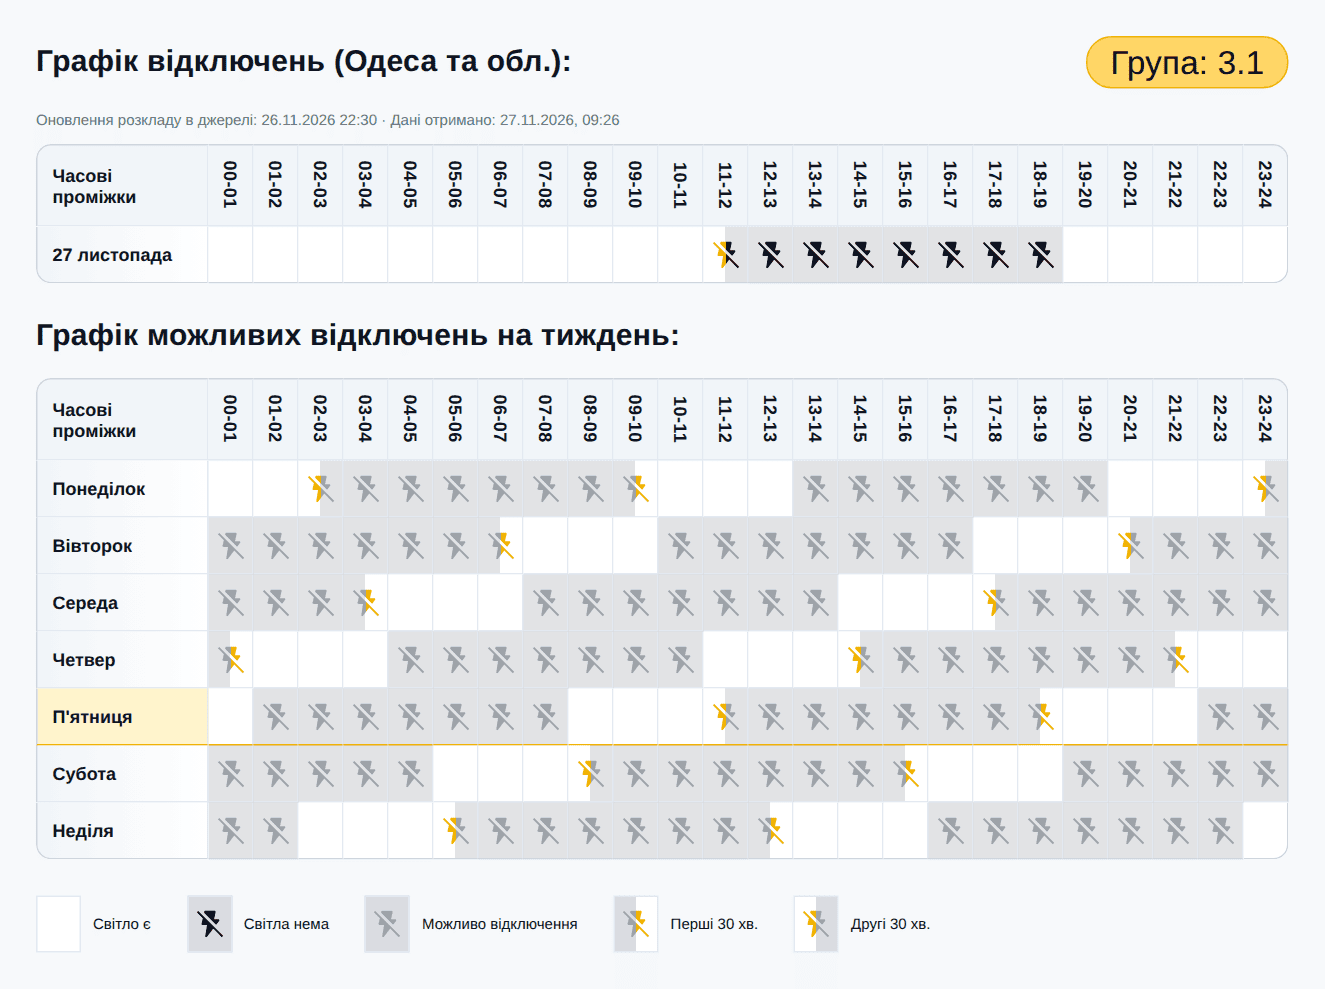 Графік відключень (Одеса та обл.):
Група: 3.1
Оновлення розкладу в джерелі: 26.11.2026 22:30 · Дані отримано: 27.11.2026, 09:26
Часові проміжки 00-01 01-02 02-03 03-04 04-05 05-06 06-07 07-08 08-09 09-10 10-11 11-12 12-13 13-14 14-15 15-16 16-17 17-18 18-19 19-20 20-21 21-22 22-23 23-24
27 листопада
Графік можливих відключень на тиждень:
Часові проміжки 00-01 01-02 02-03 03-04 04-05 05-06 06-07 07-08 08-09 09-10 10-11 11-12 12-13 13-14 14-15 15-16 16-17 17-18 18-19 19-20 20-21 21-22 22-23 23-24
Понеділок
Вівторок
Середа
Четвер
П'ятниця
Субота
Неділя
Світло є Світла нема Можливо відключення Перші 30 хв. Другі 30 хв.